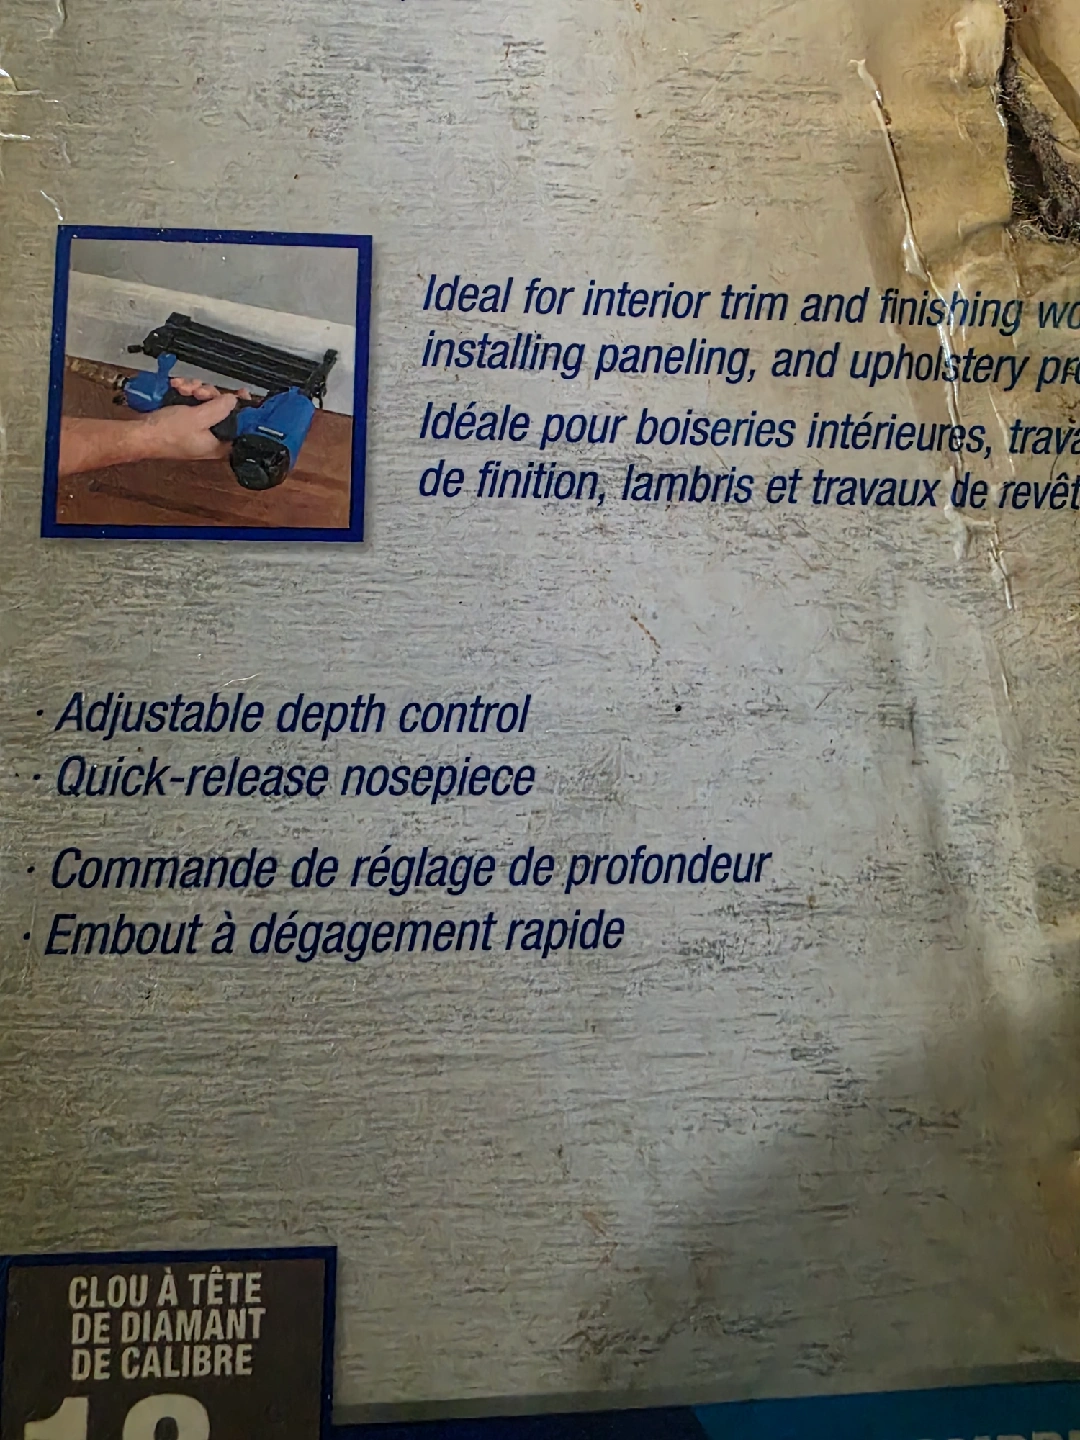 Ideal for interior trim and finishing
installing paneling, and upholstery
Idéale pour boiseries intérieures,
de finition, lambris et travaux de
· Adjustable depth control
· Quick-release nosepiece
· Commande de réglage de profondeur
· Embout à dégagement rapide
CLOU À TÊTE
DE DIAMANT
DE CALIBRE